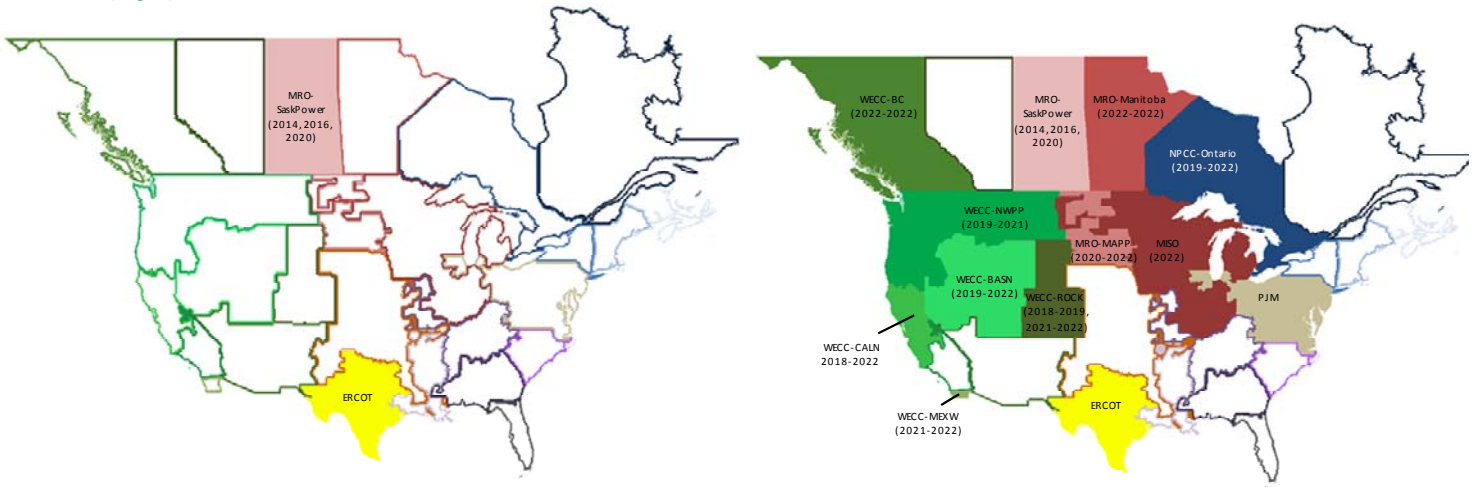 MRO-
SaskPower
(2014, 2016,
2020)
ERCOT
WECC-BC
(2022-2022)
MRO-
SaskPower
(2014, 2016,
2020)
MRO-Manitoba
(2022-2022)
NPCC-Ontario
(2019-2022)
WECC-NWPP
(2019-2021)
MRO-MAPP
(2020-2022)
MISO
(2022)
WECC-BASN
(2019-2022)
WECC-ROCK
(2018-2019,
2021-2022)
PJM
WECC-CALN
2018-2022
WECC-MEXW
(2021-2022)
ERCOT